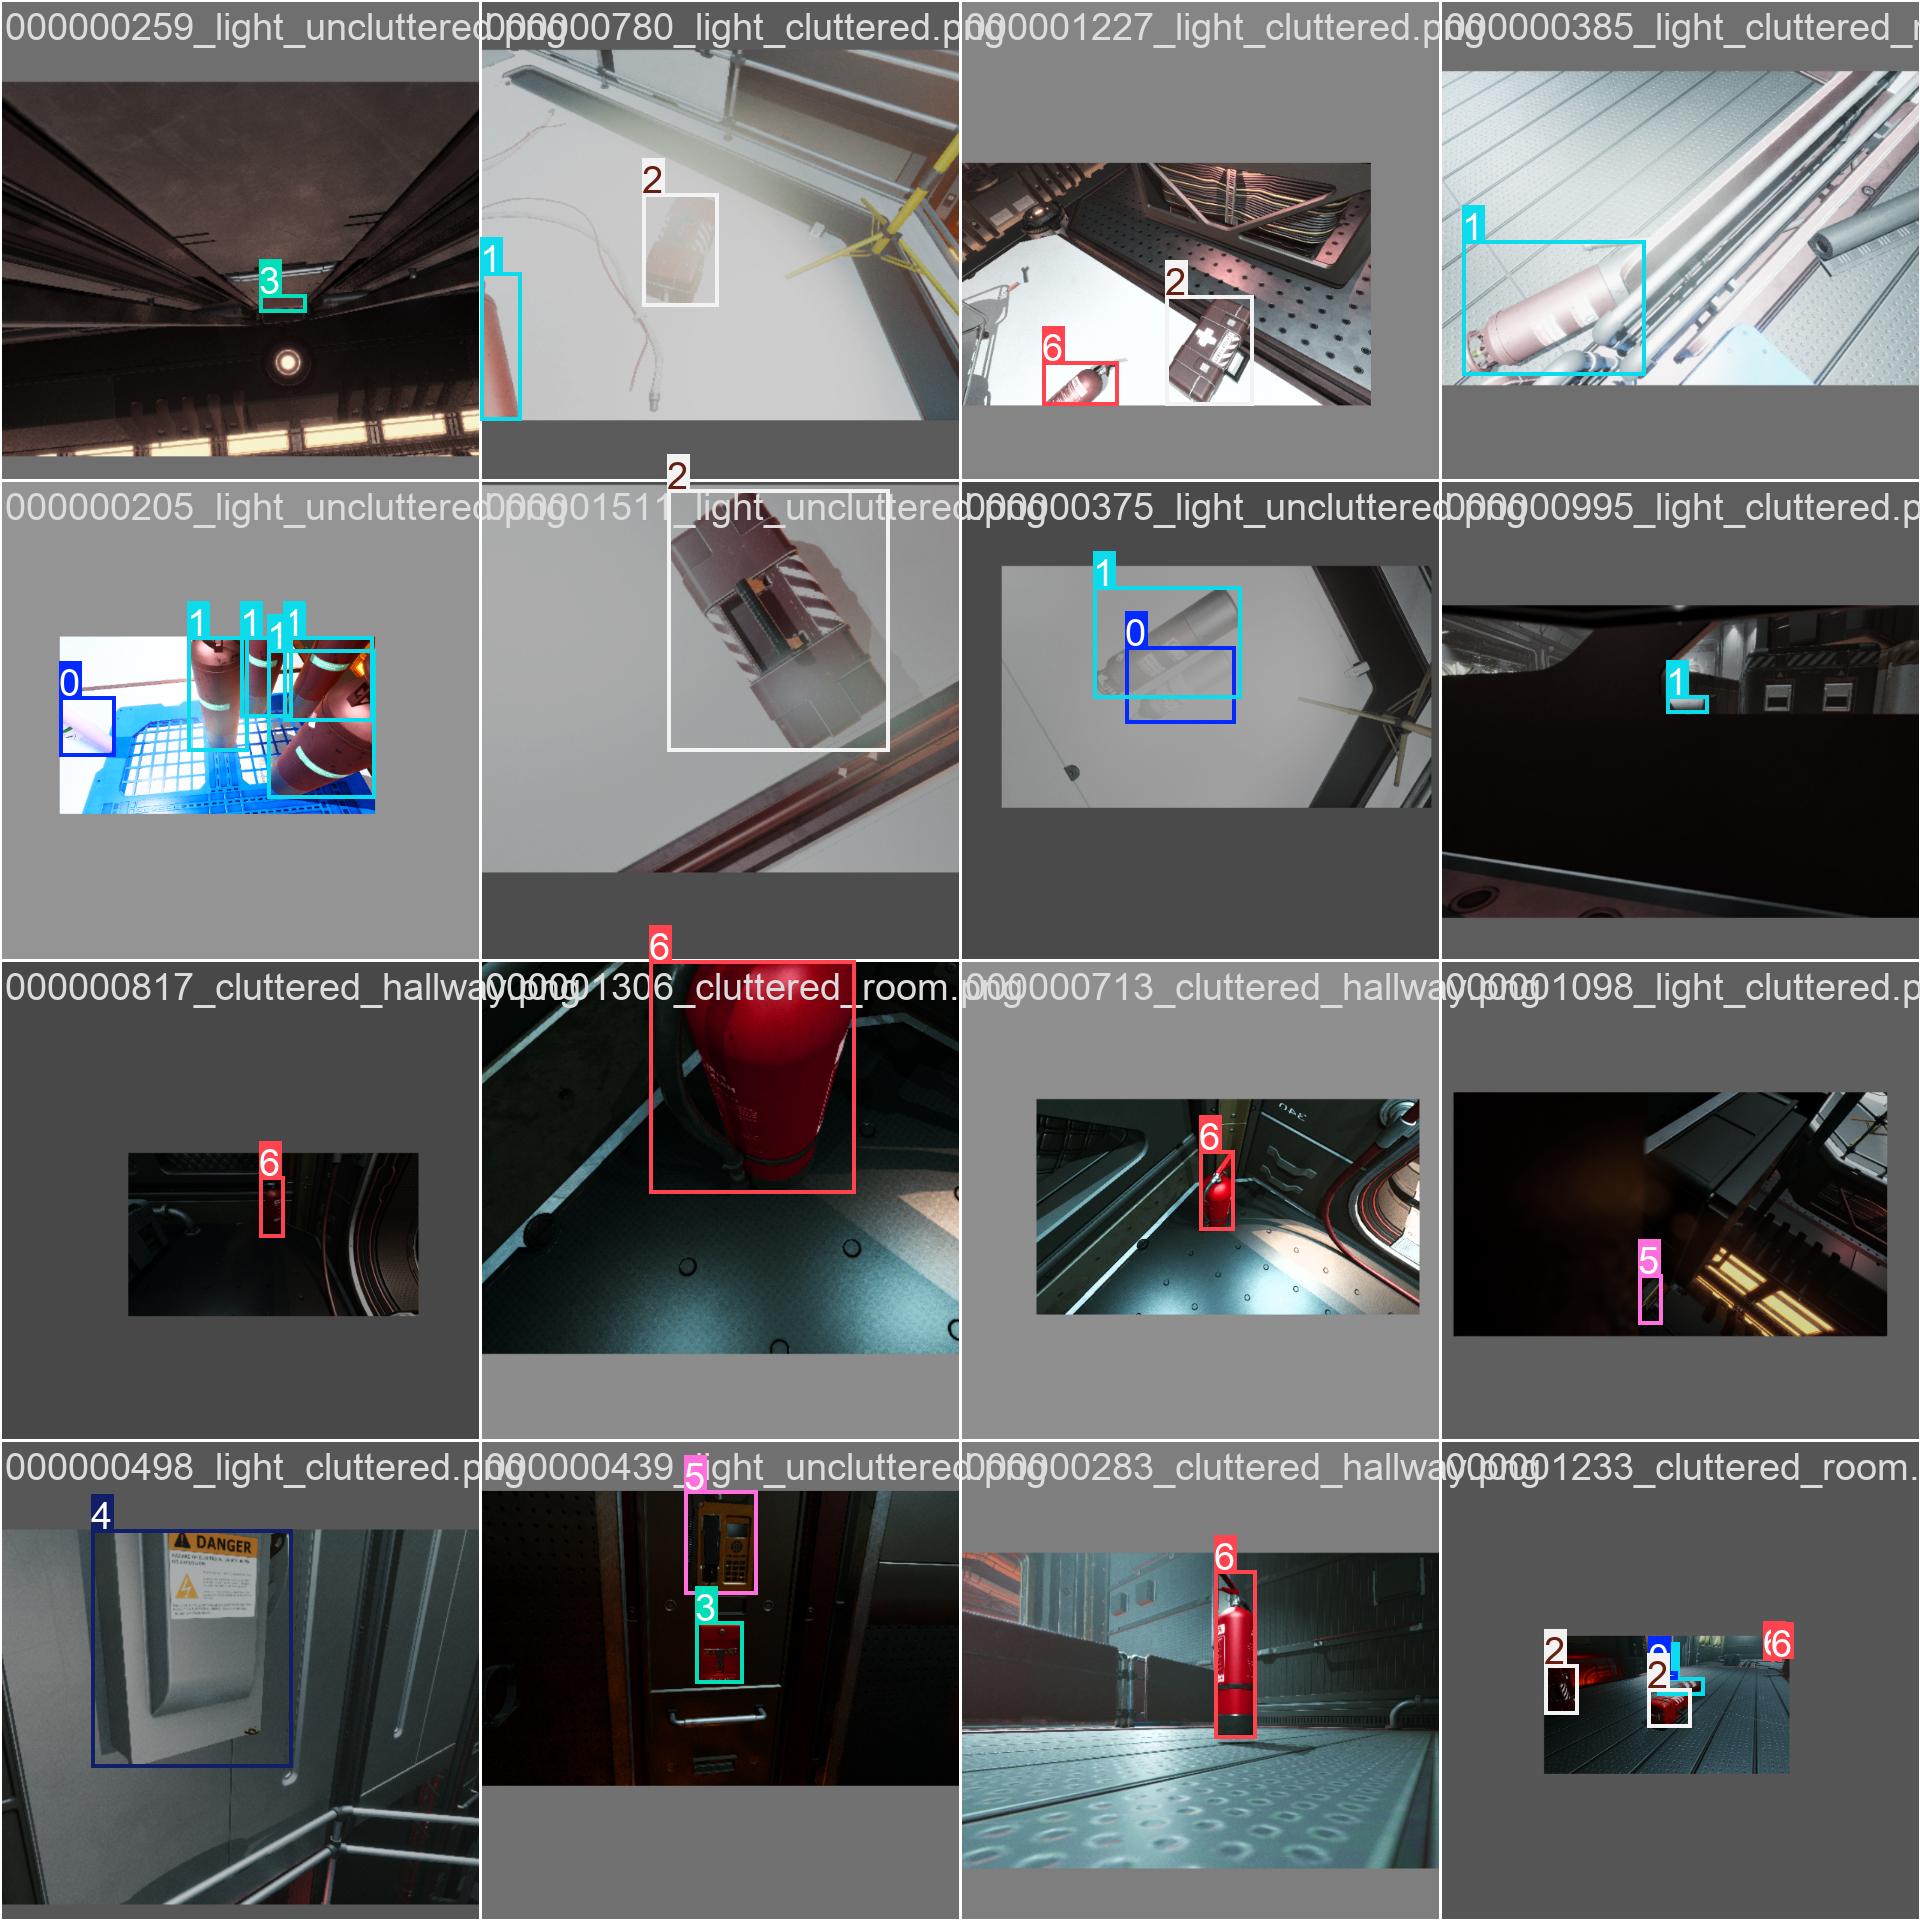 000000259_light_uncluttered.png
000000780_light_cluttered.png
000001227_light_cluttered.png
000000385_light_cluttered_r
3
2
1
2
6
1
000000205_light_uncluttered.png
000001511_light_uncluttered.png
000000375_light_uncluttered.png
000000995_light_cluttered.p
1
1
1
1
0
2
1
0
1
000000817_cluttered_hallway.png
000001306_cluttered_room.png
000000713_cluttered_hallway.png
000001098_light_cluttered.p
6
6
6
5
000000498_light_cluttered.png
000000439_light_uncluttered.png
000000283_cluttered_hallway.png
000001233_cluttered_room.
4
DANGER
5
3
6
2
0
2
6